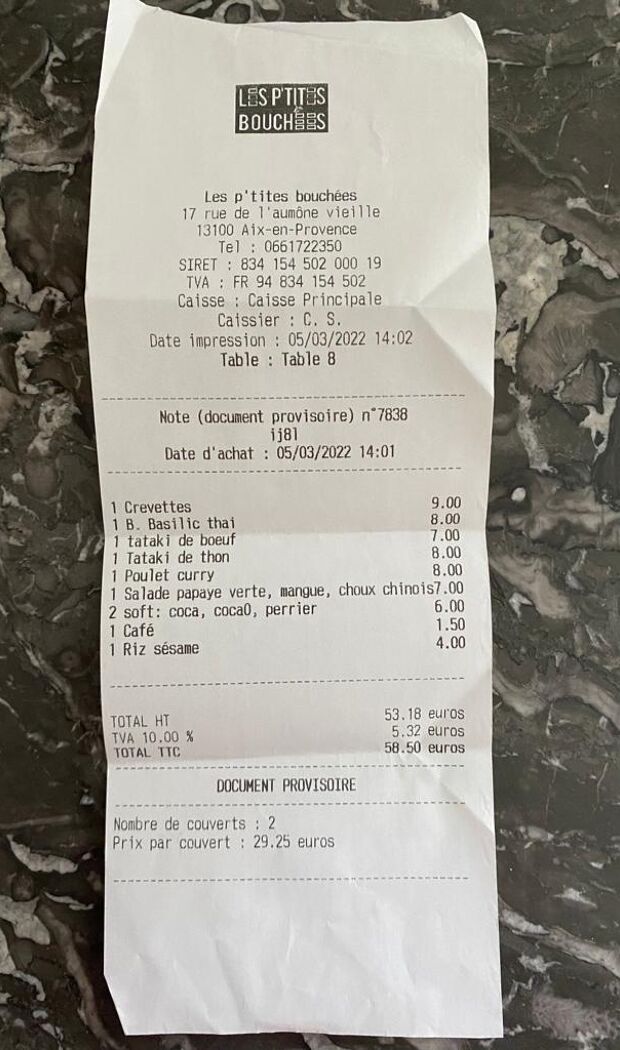 LES P'TITES
BOUCHÉES
Les p'tites bouchées
17 rue de l'aumône vieille
13100 Aix-en-Provence
Tel : 0661722350
SIRET : 834 154 502 000 19
TVA : FR 94 834 154 502
Caisse : Caisse Principale
Caissier : C. S.
Date impression : 05/03/2022 14:02
Table : Table 8
Note (document provisoire) n°7838
ij8l
Date d'achat : 05/03/2022 14:01
1 Crevettes 9.00
1 B. Basilic thai 8.00
1 tataki de boeuf 7.00
1 Tataki de thon 8.00
1 Poulet curry 8.00
1 Salade papaye verte, mangue, choux chinois7.00
2 soft: coca, coca0, perrier 6.00
1 Café 1.50
1 Riz sésame 4.00
TOTAL HT 53.18 euros
TVA 10.00 % 5.32 euros
TOTAL TTC 58.50 euros
DOCUMENT PROVISOIRE
Nombre de couverts : 2
Prix par couvert : 29.25 euros